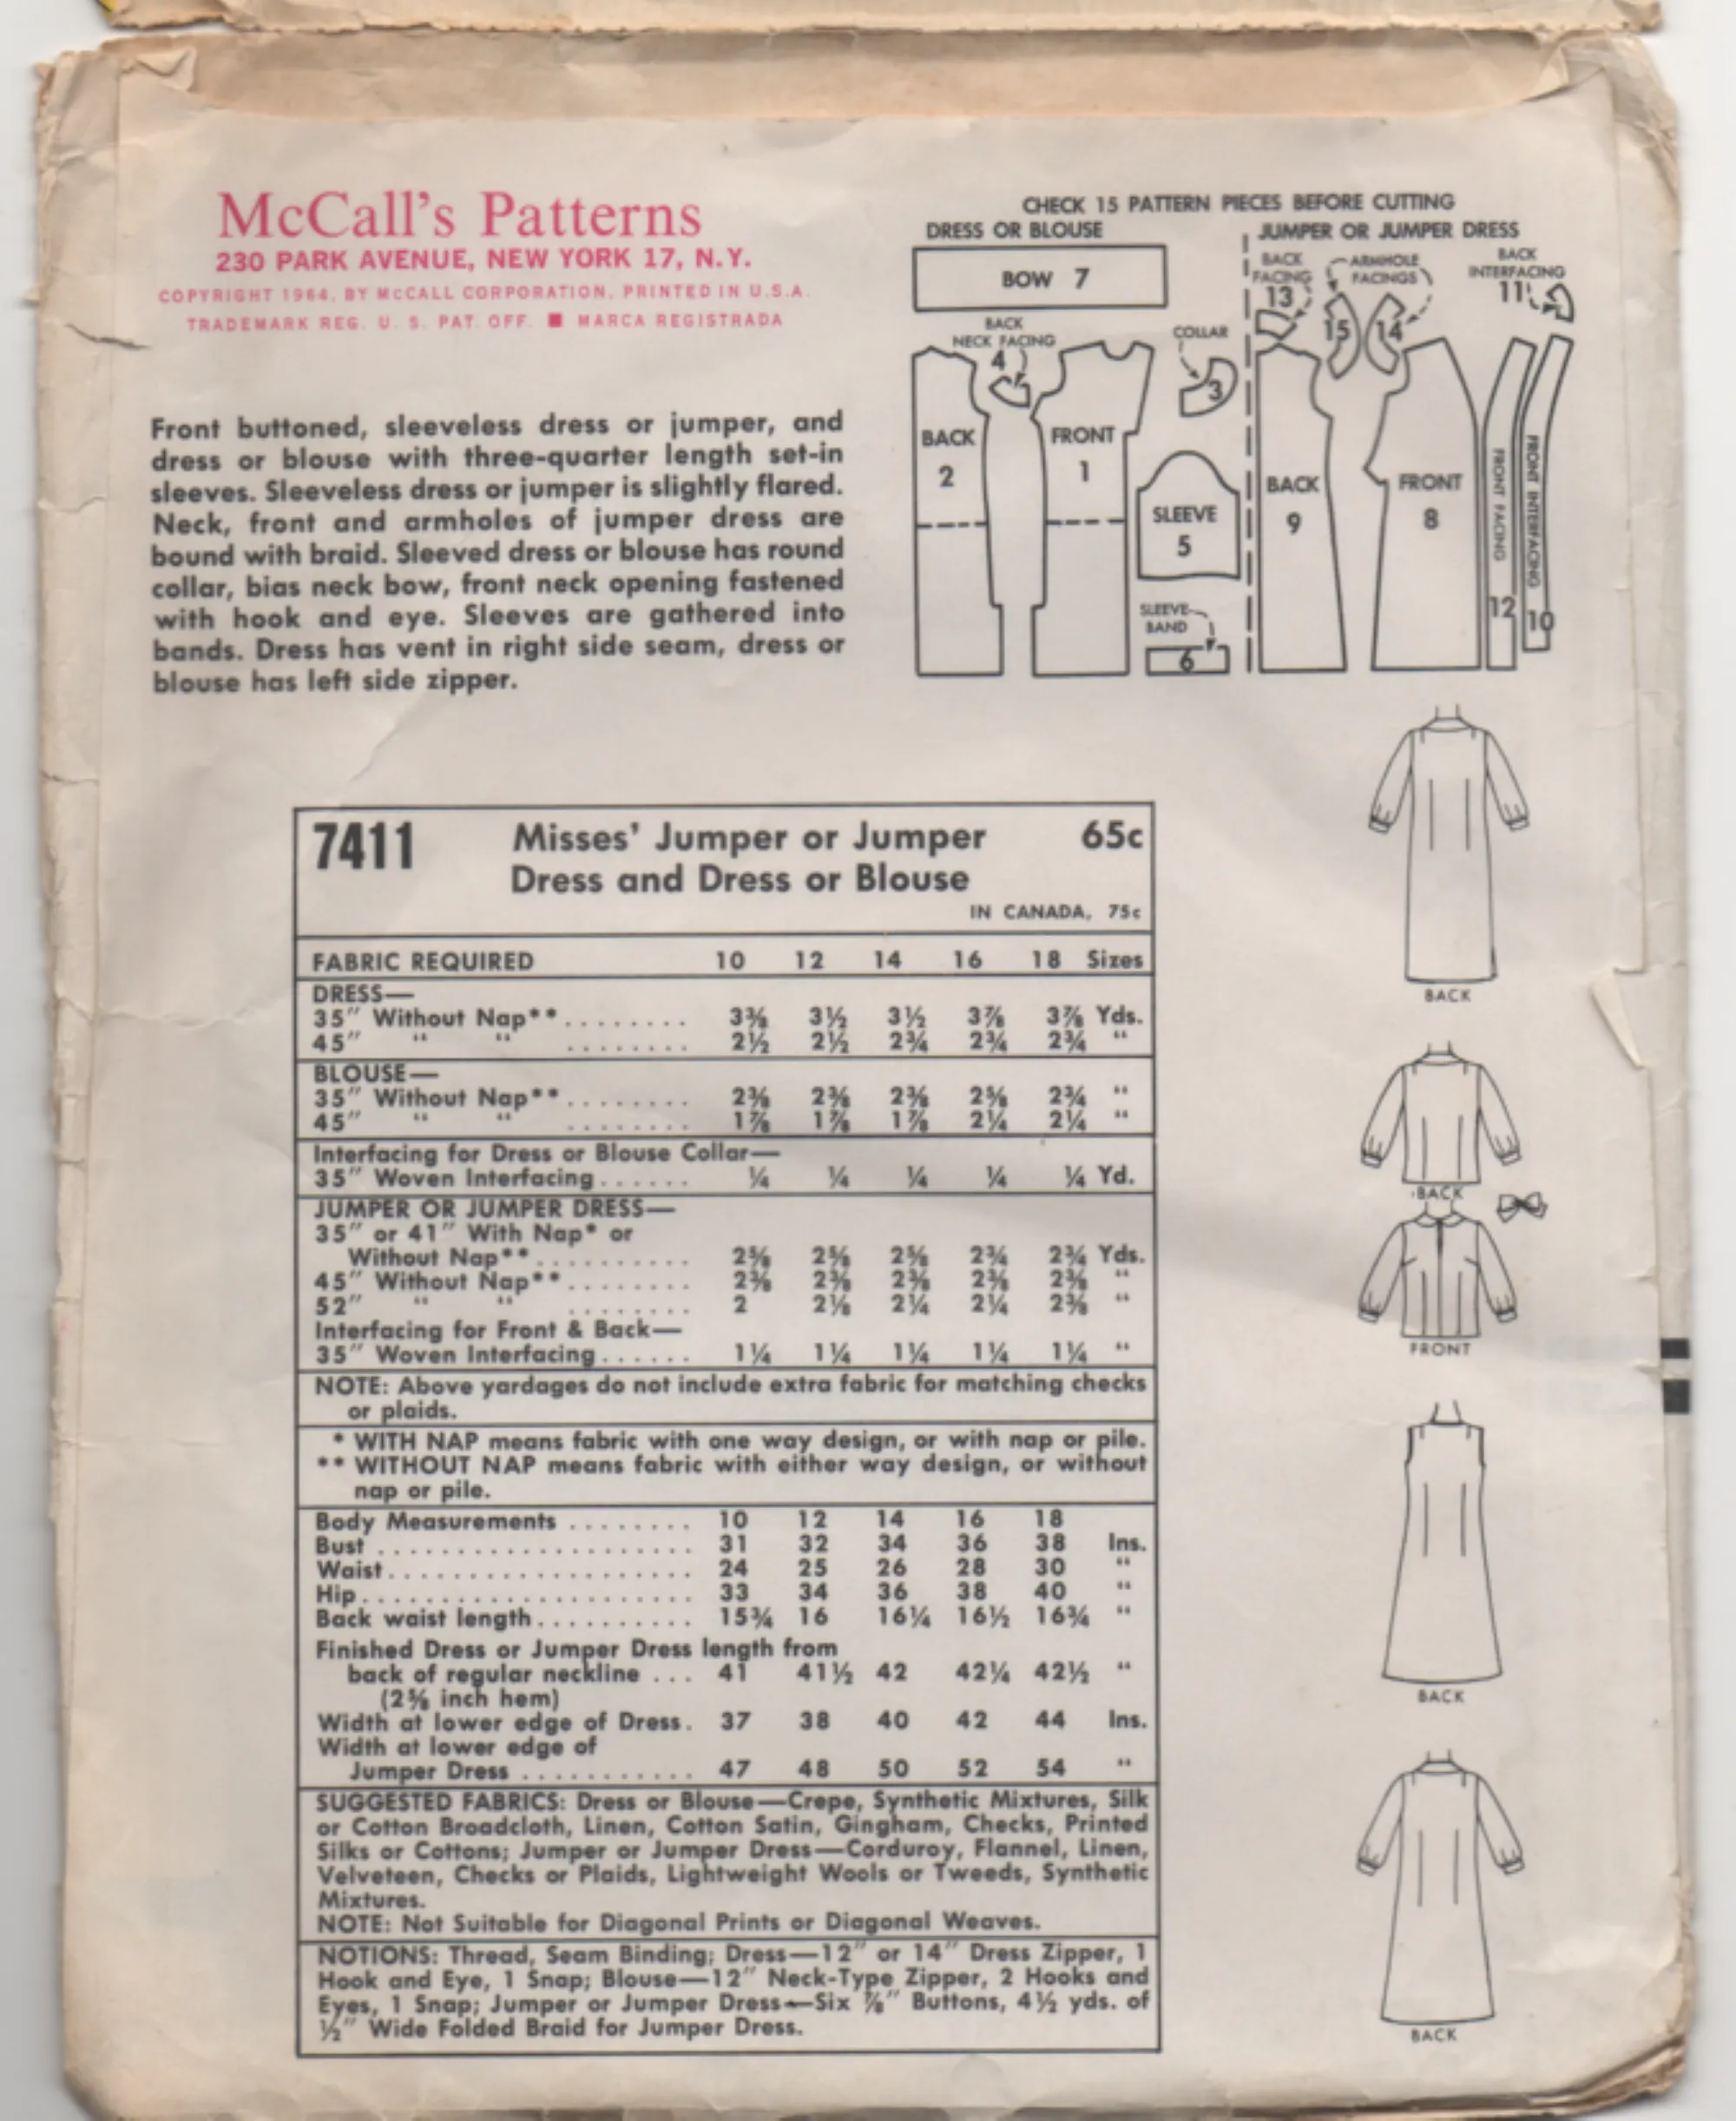 McCall's Patterns
230 PARK AVENUE, NEW YORK 17, N.Y.
COPYRIGHT 1964, BY McCALL CORPORATION, PRINTED IN U.S.A.
TRADEMARK REG. U. S. PAT. OFF. ■ MARCA REGISTRADA
Front buttoned, sleeveless dress or jumper, and
dress or blouse with three-quarter length set-in
sleeves. Sleeveless dress or jumper is slightly flared.
Neck, front and armholes of jumper dress are
bound with braid. Sleeved dress or blouse has round
collar, bias neck bow, front neck opening fastened
with hook and eye. Sleeves are gathered into
bands. Dress has vent in right side seam, dress or
blouse has left side zipper.
CHECK 15 PATTERN PIECES BEFORE CUTTING
DRESS OR BLOUSE
BOW 7
BACK
NECK FACING
4
COLLAR
3
BACK
2
FRONT
1
SLEEVE
5
SLEEVE
BAND
6
JUMPER OR JUMPER DRESS
BACK
FACING
13
ARMHOLE
FACINGS
15
14
BACK
INTERFACING
11
BACK
9
FRONT
8
FRONT FACING
12
FRONT INTERFACING
10
BACK
BACK
FRONT
BACK
BACK
7411 Misses' Jumper or Jumper 65c
Dress and Dress or Blouse
IN CANADA, 75c
FABRIC REQUIRED 10 12 14 16 18 Sizes
DRESS—
35" Without Nap**........ 3⅜ 3½ 3½ 3⅞ 3⅞ Yds.
45" " " ........ 2½ 2½ 2¾ 2¾ 2¾ "
BLOUSE—
35" Without Nap**........ 2⅜ 2⅜ 2⅜ 2⅝ 2¾ "
45" " " ........ 1⅞ 1⅞ 1⅞ 2¼ 2¼ "
Interfacing for Dress or Blouse Collar—
35" Woven Interfacing...... ¼ ¼ ¼ ¼ ¼ Yd.
JUMPER OR JUMPER DRESS—
35" or 41" With Nap* or
Without Nap**.......... 2⅝ 2⅝ 2⅝ 2¾ 2¾ Yds.
45" Without Nap**........ 2⅜ 2⅜ 2⅜ 2⅜ 2⅜ "
52" " " ........ 2 2⅛ 2¼ 2¼ 2⅜ "
Interfacing for Front & Back—
35" Woven Interfacing...... 1¼ 1¼ 1¼ 1¼ 1¼ "
NOTE: Above yardages do not include extra fabric for matching checks
or plaids.
* WITH NAP means fabric with one way design, or with nap or pile.
** WITHOUT NAP means fabric with either way design, or without
nap or pile.
Body Measurements ........ 10 12 14 16 18
Bust .................... 31 32 34 36 38 Ins.
Waist.................... 24 25 26 28 30 "
Hip...................... 33 34 36 38 40 "
Back waist length.......... 15¾ 16 16¼ 16½ 16¾ "
Finished Dress or Jumper Dress length from
back of regular neckline ... 41 41½ 42 42¼ 42½ "
(2⅝ inch hem)
Width at lower edge of Dress. 37 38 40 42 44 Ins.
Width at lower edge of
Jumper Dress ........... 47 48 50 52 54 "
SUGGESTED FABRICS: Dress or Blouse—Crepe, Synthetic Mixtures, Silk
or Cotton Broadcloth, Linen, Cotton Satin, Gingham, Checks, Printed
Silks or Cottons; Jumper or Jumper Dress—Corduroy, Flannel, Linen,
Velveteen, Checks or Plaids, Lightweight Wools or Tweeds, Synthetic
Mixtures.
NOTE: Not Suitable for Diagonal Prints or Diagonal Weaves.
NOTIONS: Thread, Seam Binding; Dress—12" or 14" Dress Zipper, 1
Hook and Eye, 1 Snap; Blouse—12" Neck-Type Zipper, 2 Hooks and
Eyes, 1 Snap; Jumper or Jumper Dress—Six ⅞" Buttons, 4½ yds. of
½" Wide Folded Braid for Jumper Dress.